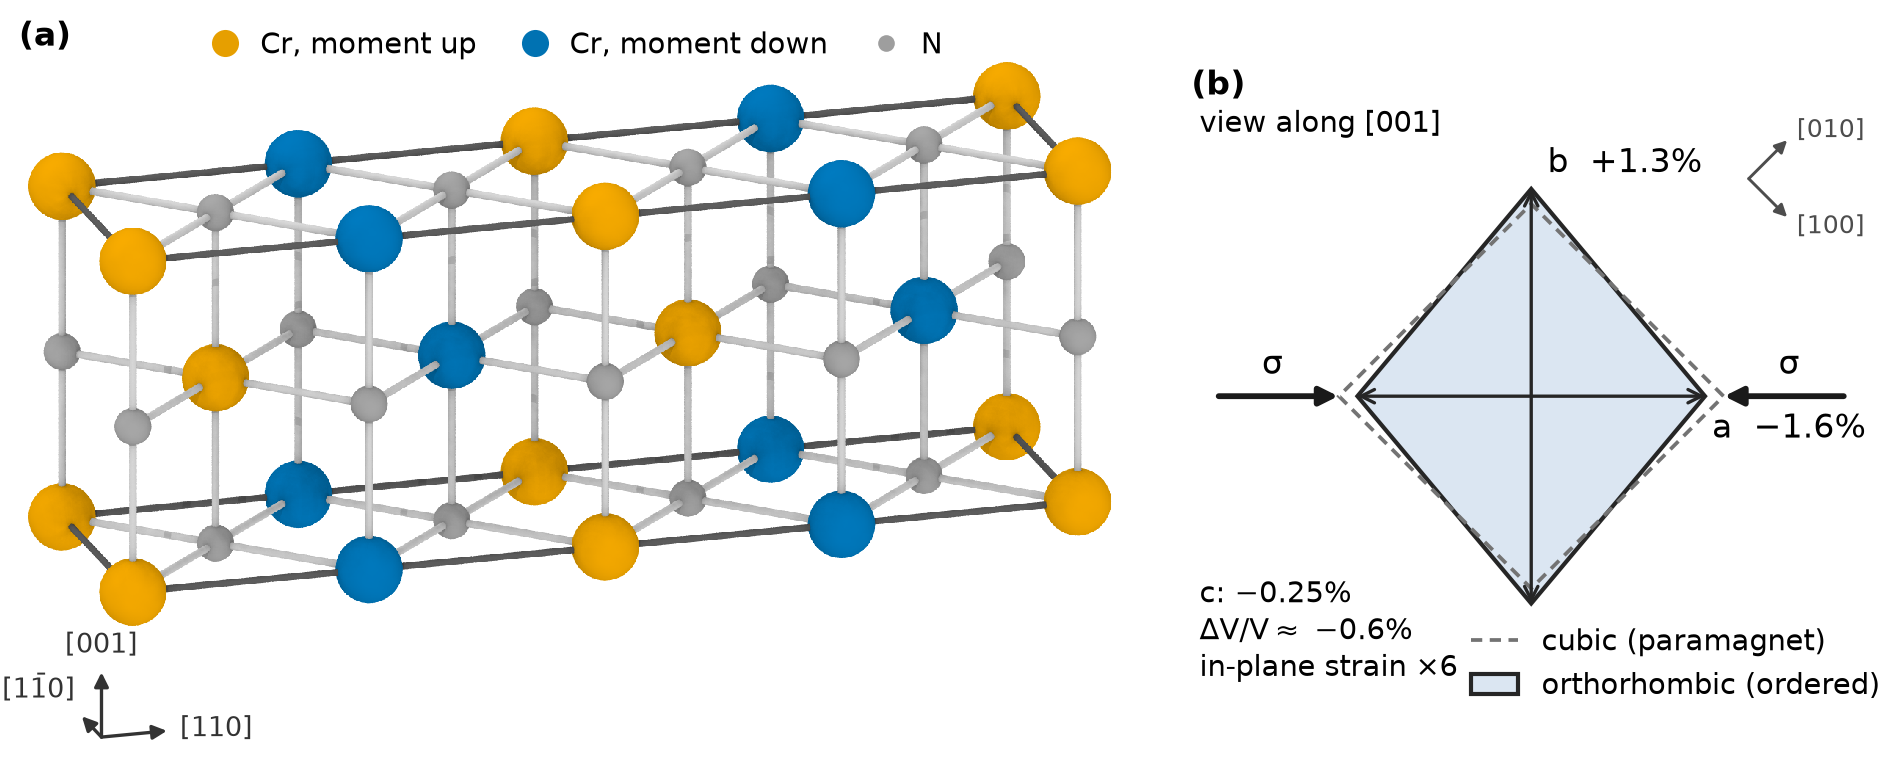 (a)
Cr, moment up
Cr, moment down
N
[001]
[11̅0]
[110]
(b)
view along [001]
b +1.3%
[010]
[100]
σ
σ
a −1.6%
c: −0.25%
ΔV/V ≈ −0.6%
in-plane strain ×6
cubic (paramagnet)
orthorhombic (ordered)